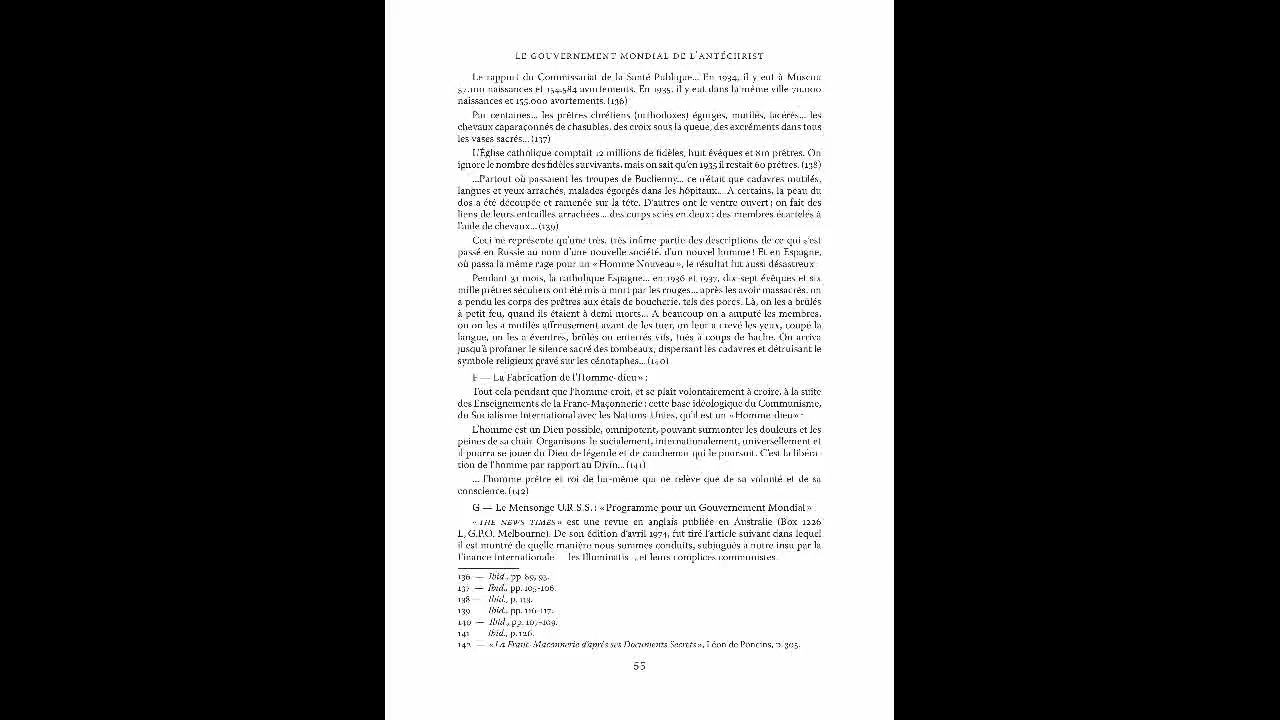 LE GOUVERNEMENT MONDIAL DE L'ANTÉCHRIST
Le rapport du Commissariat de la Santé Publique... En 1934, il y eut à Moscou
57.000 naissances et 154.584 avortements. En 1935, il y eut dans la même ville 70.000
naissances et 155.000 avortements. (136)
Par centaines... les prêtres chrétiens (orthodoxes) égorgés, mutilés, lacérés... les
chevaux caparaçonnés de chasubles, des croix sous la queue, des excréments dans tous
les vases sacrés... (137)
L'Église catholique comptait 12 millions de fidèles, huit évêques et 810 prêtres. On
ignore le nombre des fidèles survivants, mais on sait qu'en 1935 il restait 60 prêtres. (138)
...Partout où passaient les troupes de Budienny... ce n'était que cadavres mutilés,
langues et yeux arrachés, malades égorgés dans les hôpitaux... A certains, la peau du
dos a été découpée et ramenée sur la tête. D'autres ont le ventre ouvert ; on fait des
liens de leurs entrailles arrachées... des corps sciés en deux ; des membres écartelés à
l'aide de chevaux... (139)
Ceci ne représente qu'une très, très infime partie des descriptions de ce qui s'est
passé en Russie au nom d'une nouvelle société, d'un nouvel homme ! Et en Espagne,
où passa la même rage pour un « Homme Nouveau », le résultat fut aussi désastreux :
Pendant 31 mois, la catholique Espagne... en 1936 et 1937, dix-sept évêques et six
mille prêtres séculiers ont été mis à mort par les rouges... après les avoir massacrés, on
a pendu les corps des prêtres aux étals de boucherie, tels des porcs. Là, on les a brûlés
à petit feu, quand ils étaient à demi morts... A beaucoup on a amputé les membres,
ou on les a mutilés affreusement avant de les tuer, on leur a crevé les yeux, coupé la
langue, on les a éventrés, brûlés ou enterrés vifs, tués à coups de hache. On arriva
jusqu'à profaner le silence sacré des tombeaux, dispersant les cadavres et détruisant le
symbole religieux gravé sur les cénotaphes... (140)
F — La Fabrication de l'« Homme-dieu » :
Tout cela pendant que l'homme croit, et se plaît volontairement à croire, à la suite
des Enseignements de la Franc-Maçonnerie ; cette base idéologique du Communisme,
du Socialisme International avec les Nations-Unies, qu'il est un « Homme-dieu » :
L'homme est un Dieu possible, omnipotent, pouvant surmonter les douleurs et les
peines de sa chair. Organisons-le socialement, internationalement, universellement et
il pourra se jouer du Dieu de légende et de cauchemar qui le poursuit. C'est la libéra-
tion de l'homme par rapport au Divin... (141)
... l'homme prêtre et roi de lui-même qui ne relève que de sa volonté et de sa
conscience. (142)
G — Le Mensonge U.R.S.S. : « Programme pour un Gouvernement Mondial » :
« THE NEWS TIMES » est une revue en anglais publiée en Australie (Box 1226
L, G.P.O. Melbourne). De son édition d'avril 1974, fut tiré l'article suivant dans lequel
il est montré de quelle manière nous sommes conduits, subjugués à notre insu par la
Finance internationale — les Illuminatis —, et leurs complices communistes.
136 — Ibid., pp. 89, 93.
137 — Ibid., pp. 105-106.
138 — Ibid., p. 113.
139 — Ibid., pp. 116-117.
140 — Ibid., pp. 107-109.
141 — Ibid., p. 126.
142 — « La Franc-Maçonnerie d'après ses Documents Secrets », Léon de Poncins, p. 305.
55